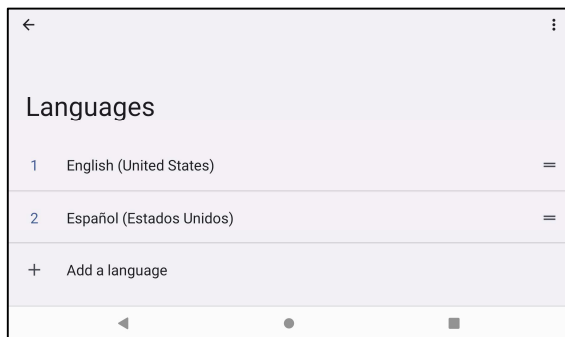 Languages
1 English (United States)
2 Español (Estados Unidos)
+ Add a language